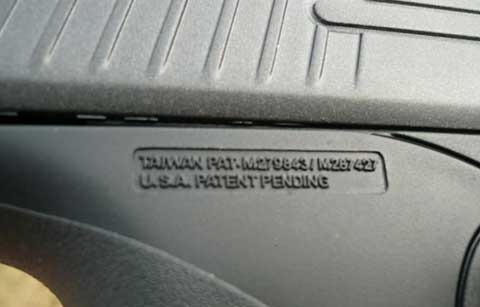 TAIWAN PAT·M279843/M287427
U.S.A. PATENT PENDING